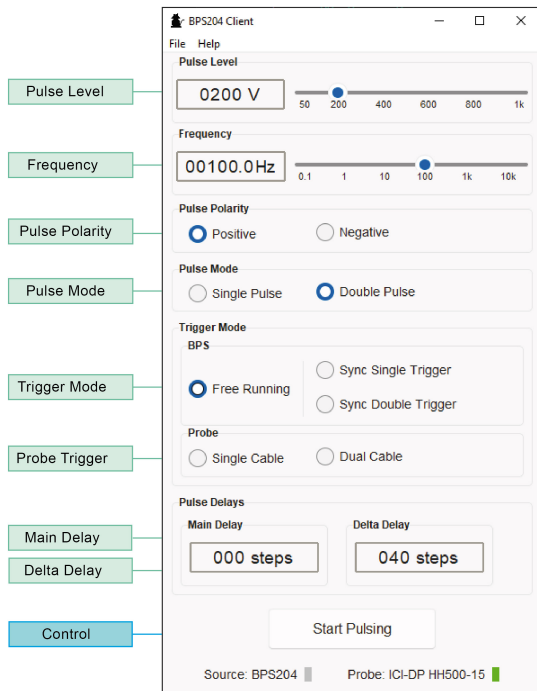 BPS204 Client
File Help
Pulse Level
Pulse Level
0200 V
50 200 400 600 800 1k
Frequency
Frequency
00100.0Hz
0.1 1 10 100 1k 10k
Pulse Polarity
Pulse Polarity
Positive Negative
Pulse Mode
Pulse Mode
Single Pulse Double Pulse
Trigger Mode
BPS
Trigger Mode
Free Running
Sync Single Trigger
Sync Double Trigger
Probe
Probe Trigger
Single Cable Dual Cable
Pulse Delays
Main Delay Delta Delay
Main Delay
000 steps 040 steps
Delta Delay
Control
Start Pulsing
Source: BPS204 Probe: ICI-DP HH500-15